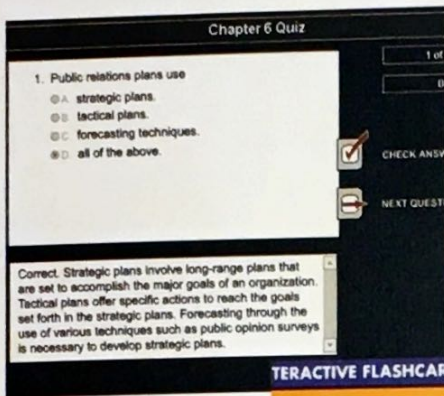 Chapter 6 Quiz
1 of
1. Public relations plans use
A strategic plans.
B tactical plans.
C forecasting techniques.
D all of the above.
CHECK ANSW
NEXT QUEST
Correct. Strategic plans involve long-range plans that
are set to accomplish the major goals of an organization.
Tactical plans offer specific actions to reach the goals
set forth in the strategic plans. Forecasting through the
use of various techniques such as public opinion surveys
is necessary to develop strategic plans.
TERACTIVE FLASHCAR